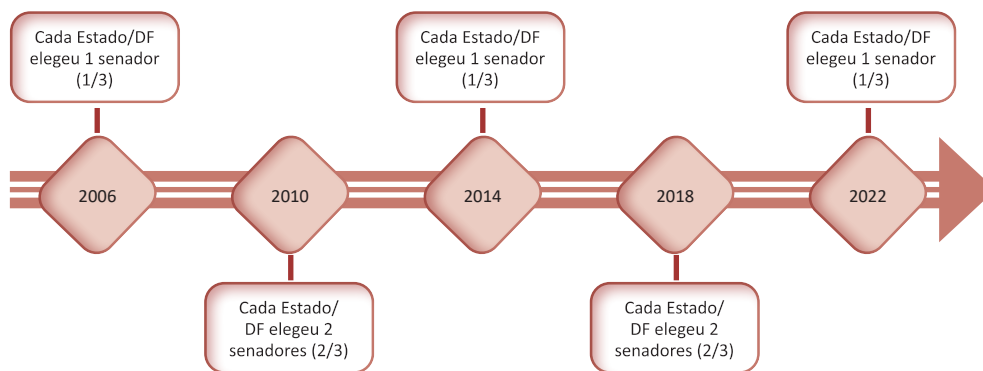 Cada Estado/DF
elegeu 1 senador
(1/3)
Cada Estado/DF
elegeu 1 senador
(1/3)
Cada Estado/DF
elegeu 1 senador
(1/3)
2006
2010
2014
2018
2022
Cada Estado/
DF elegeu 2
senadores (2/3)
Cada Estado/
DF elegeu 2
senadores (2/3)